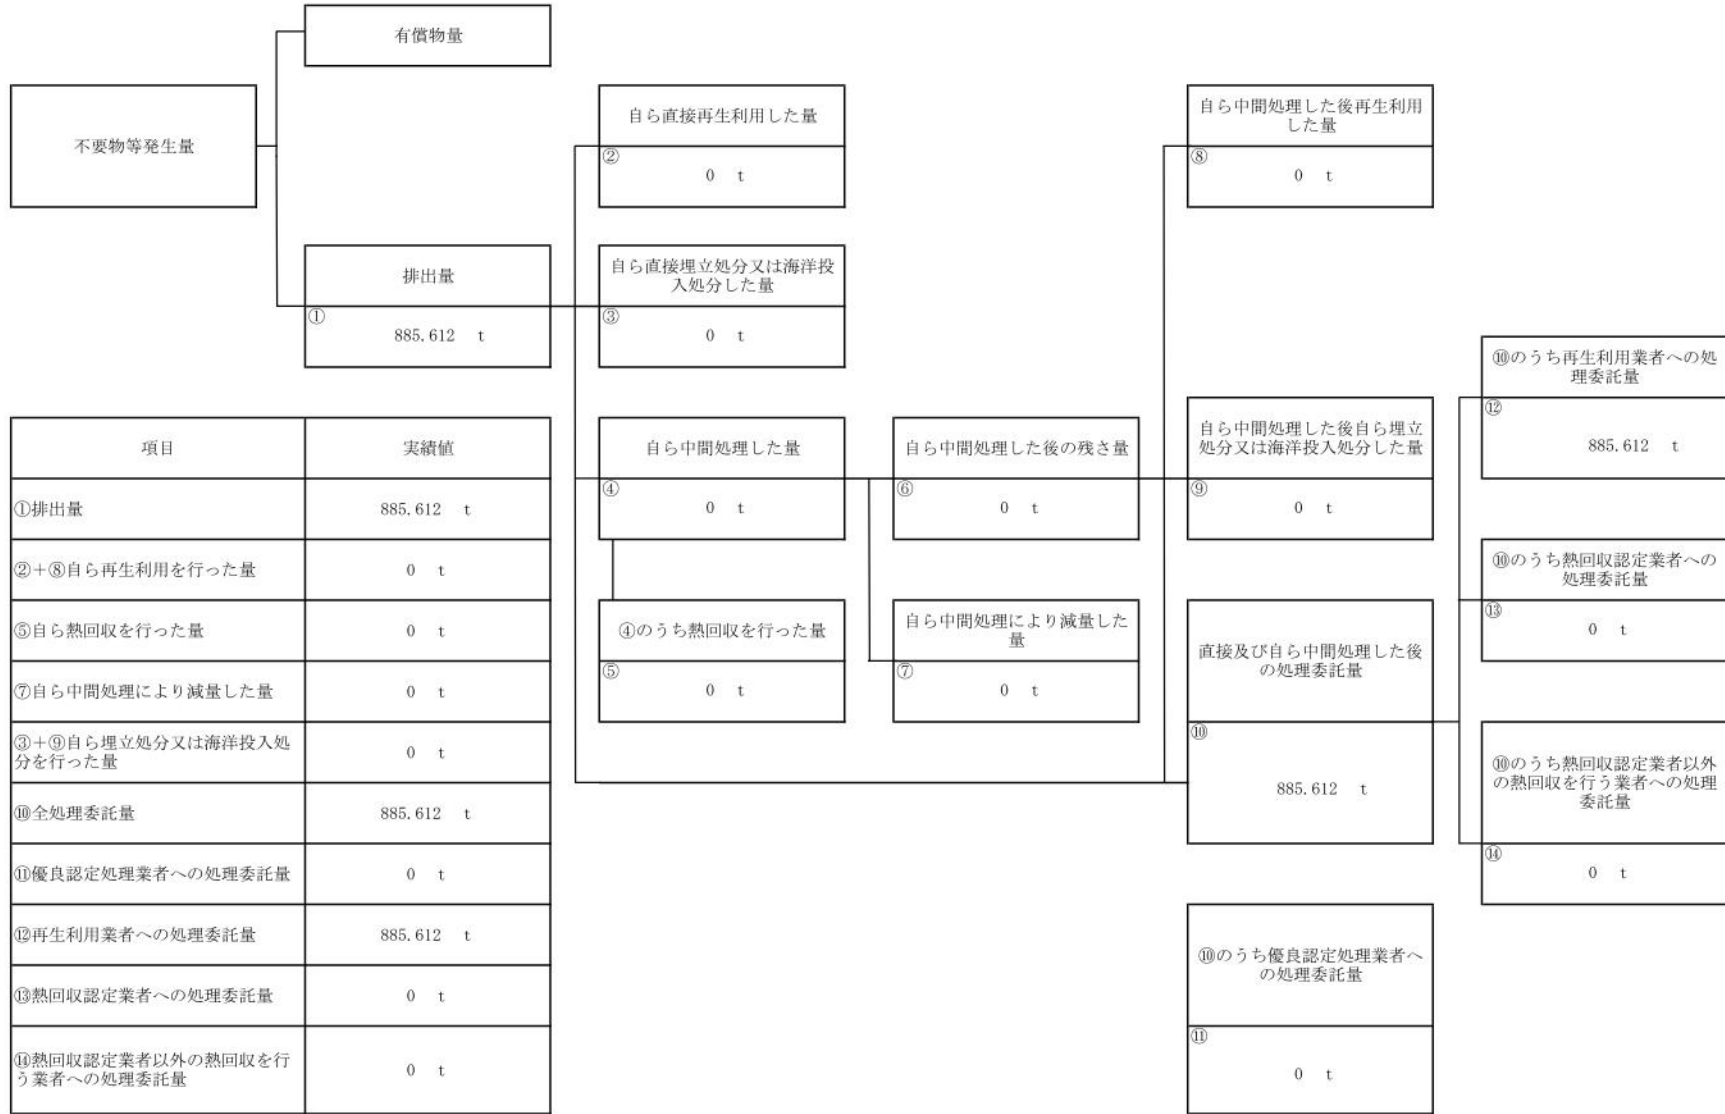 有償物量
不要物等発生量
自ら直接再生利用した量
②
0 t
自ら中間処理した後再生利用
した量
⑧
0 t
排出量
①
885.612 t
自ら直接埋立処分又は海洋投
入処分した量
③
0 t
⑩のうち再生利用業者への処
理委託量
⑫
885.612 t
項目
実績値
①排出量
885.612 t
②+⑧自ら再生利用を行った量
0 t
⑤自ら熱回収を行った量
0 t
⑦自ら中間処理により減量した量
0 t
③+⑨自ら埋立処分又は海洋投入処
分を行った量
0 t
⑩全処理委託量
885.612 t
⑪優良認定処理業者への処理委託量
0 t
⑫再生利用業者への処理委託量
885.612 t
⑬熱回収認定業者への処理委託量
0 t
⑭熱回収認定業者以外の熱回収を行
う業者への処理委託量
0 t
自ら中間処理した量
④
0 t
自ら中間処理した後の残さ量
⑥
0 t
自ら中間処理した後自ら埋立
処分又は海洋投入処分した量
⑨
0 t
④のうち熱回収を行った量
⑤
0 t
自ら中間処理により減量した
量
⑦
0 t
直接及び自ら中間処理した後
の処理委託量
⑩
885.612 t
⑩のうち熱回収認定業者への
処理委託量
⑬
0 t
⑩のうち熱回収認定業者以外
の熱回収を行う業者への処理
委託量
⑭
0 t
⑩のうち優良認定処理業者へ
の処理委託量
⑪
0 t